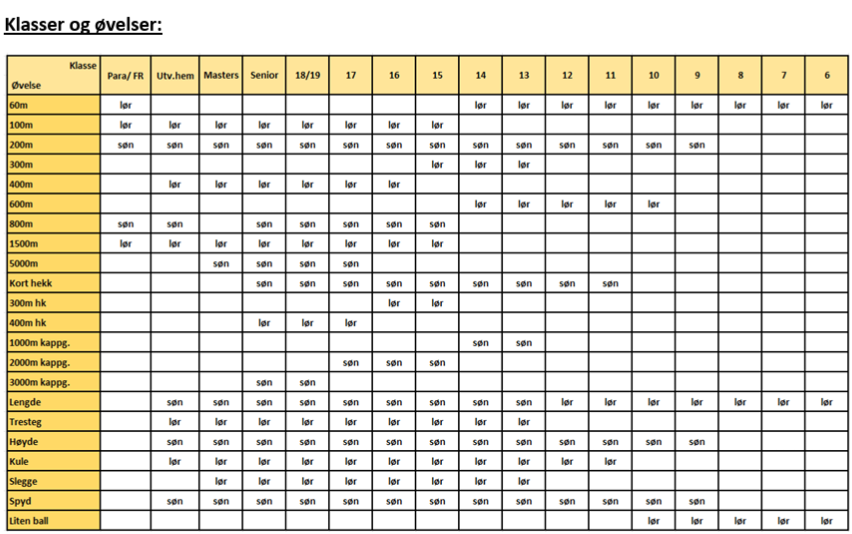 Klasser og øvelser:
Klasse
Øvelse Para/ FR Utv.hem Masters Senior 18/19 17 16 15 14 13 12 11 10 9 8 7 6
60m lør lør lør lør lør lør lør lør lør lør
100m lør lør lør lør lør lør lør lør
200m søn søn søn søn søn søn søn søn søn søn søn søn søn søn
300m lør lør lør
400m lør lør lør lør lør lør
600m lør lør lør lør lør
800m søn søn søn søn søn søn søn
1500m lør lør lør lør lør lør lør lør
5000m søn søn søn søn
Kort hekk søn søn søn søn søn søn søn søn søn
300m hk lør lør
400m hk lør lør lør
1000m kappg. søn søn
2000m kappg. søn søn søn
3000m kappg. søn søn
Lengde søn søn søn søn søn søn søn søn søn lør lør lør lør lør lør lør
Tresteg lør lør lør lør lør lør lør lør lør
Høyde søn søn søn søn søn søn søn søn søn søn søn søn søn
Kule lør lør lør lør lør lør lør lør lør lør lør
Slegge lør lør lør lør lør lør lør lør
Spyd søn søn søn søn søn søn søn søn søn søn søn søn søn
Liten ball lør lør lør lør lør